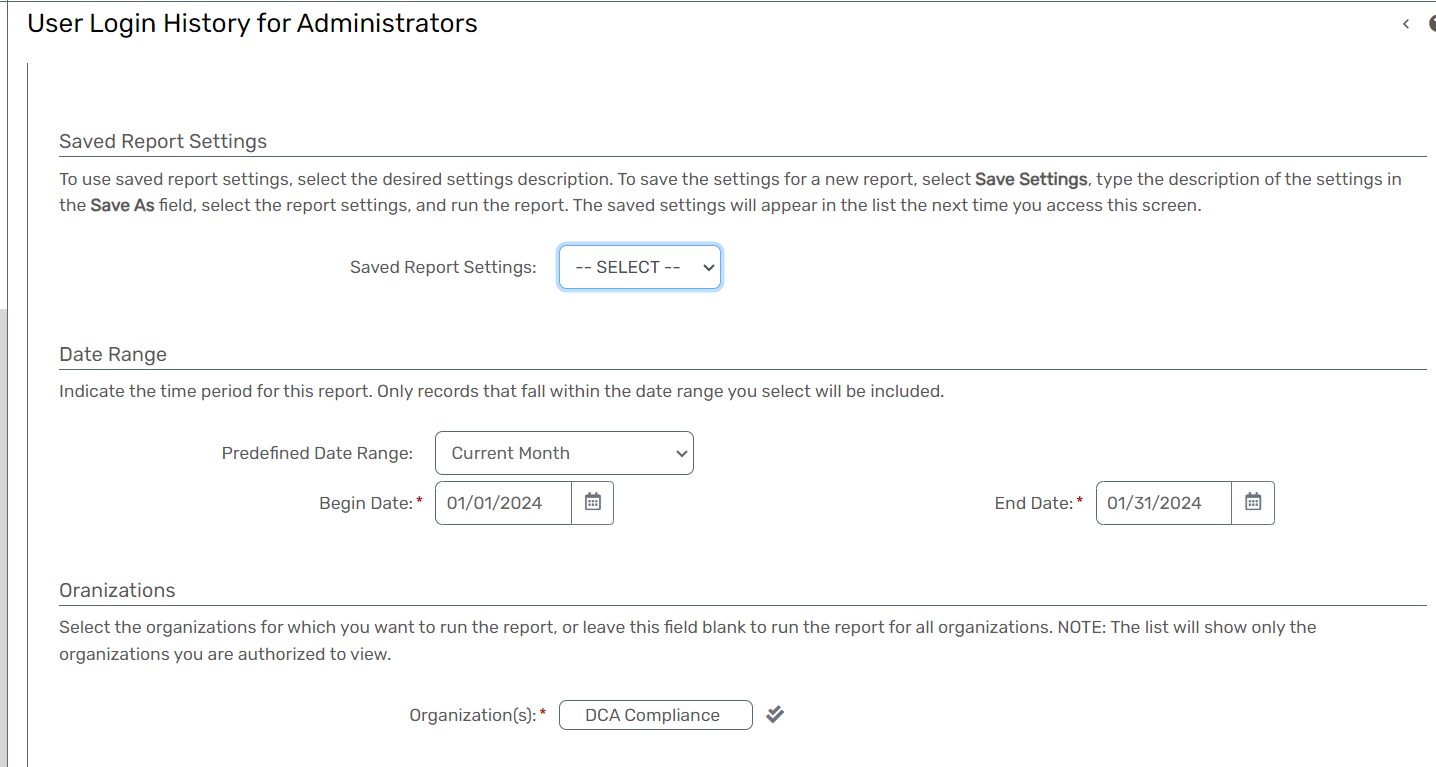 User Login History for Administrators
Saved Report Settings
To use saved report settings, select the desired settings description. To save the settings for a new report, select Save Settings, type the description of the settings in
the Save As field, select the report settings, and run the report. The saved settings will appear in the list the next time you access this screen.
Saved Report Settings: -- SELECT --
Date Range
Indicate the time period for this report. Only records that fall within the date range you select will be included.
Predefined Date Range: Current Month
Begin Date:* 01/01/2024 End Date:* 01/31/2024
Oranizations
Select the organizations for which you want to run the report, or leave this field blank to run the report for all organizations. NOTE: The list will show only the
organizations you are authorized to view.
Organization(s):* DCA Compliance